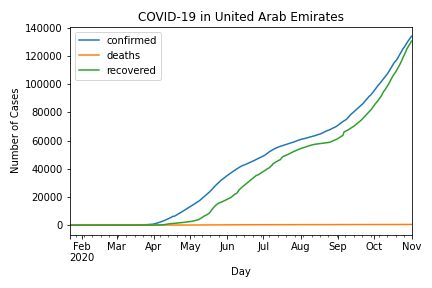 COVID-19 in United Arab Emirates
confirmed
deaths
recovered
Number of Cases
140000
120000
100000
80000
60000
40000
20000
0
Feb Mar Apr May Jun Jul Aug Sep Oct Nov
2020
Day